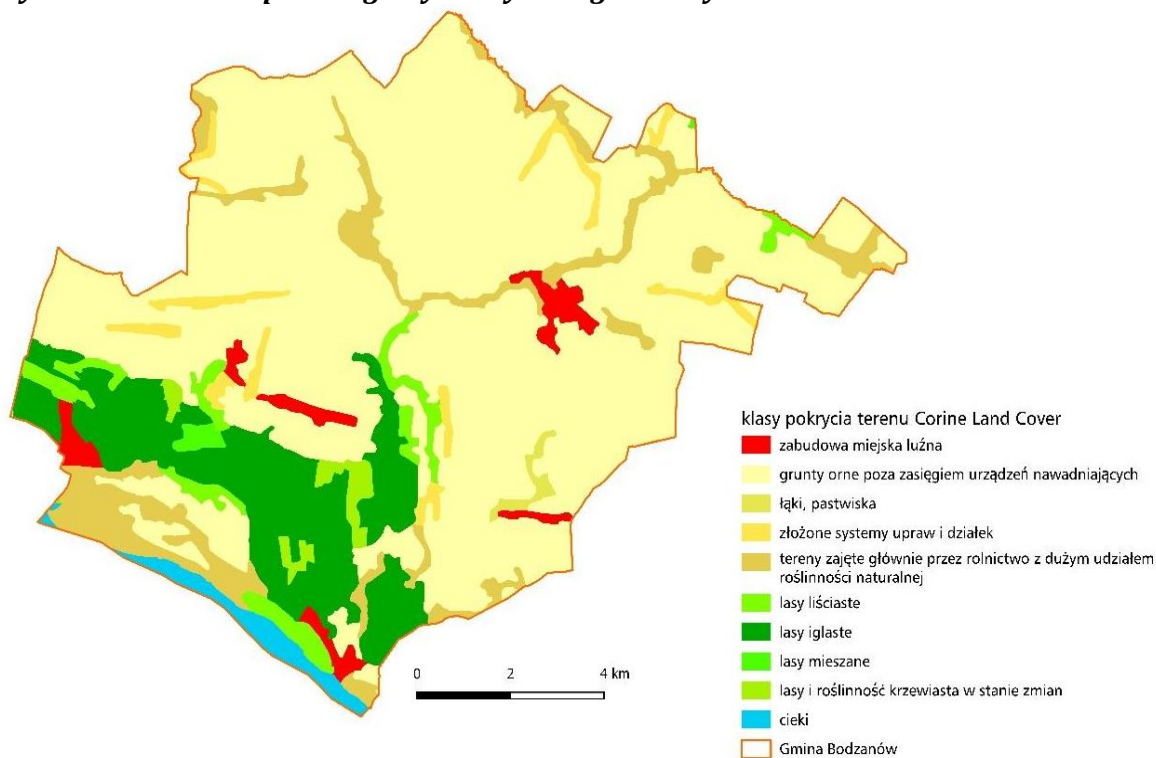 klasy pokrycia terenu Corine Land Cover
zabudowa miejska luźna
grunty orne poza zasięgiem urządzeń nawadniających
łąki, pastwiska
złożone systemy upraw i działek
tereny zajęte głównie przez rolnictwo z dużym udziałem
roślinności naturalnej
lasy liściaste
lasy iglaste
lasy mieszane
lasy i roślinność krzewiasta w stanie zmian
cieki
Gmina Bodzanów
0 2 4 km